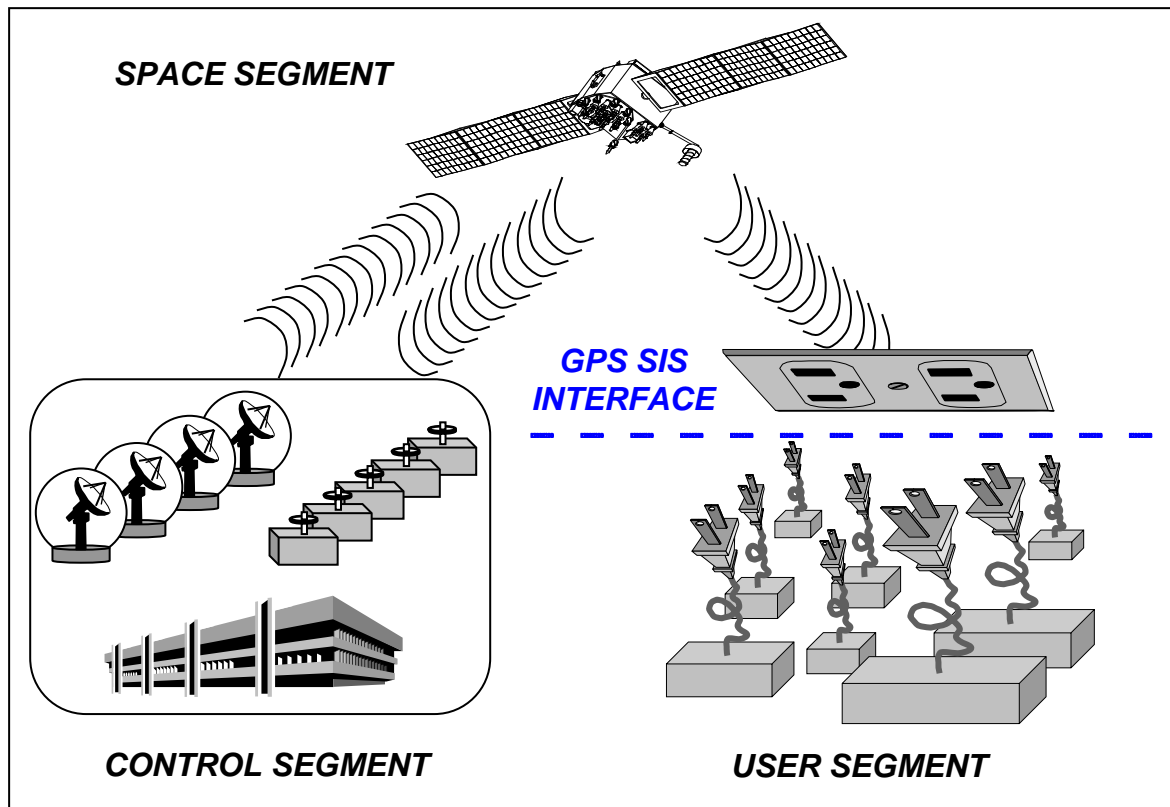 SPACE SEGMENT
GPS SIS
INTERFACE
CONTROL SEGMENT
USER SEGMENT